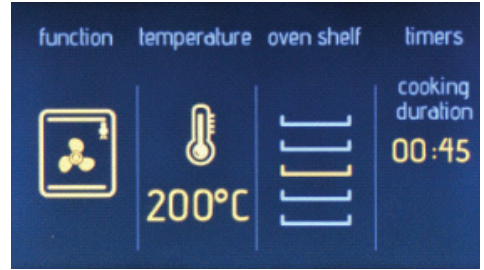 function temperature oven shelf timers
cooking
duration
00:45
200°C